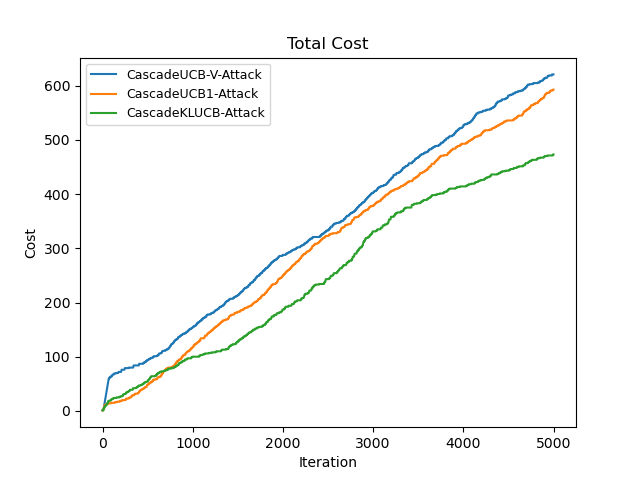 Total Cost
CascadeUCB-V-Attack
CascadeUCB1-Attack
CascadeKLUCB-Attack
600
500
400
300
200
100
0
Cost
0 1000 2000 3000 4000 5000
Iteration